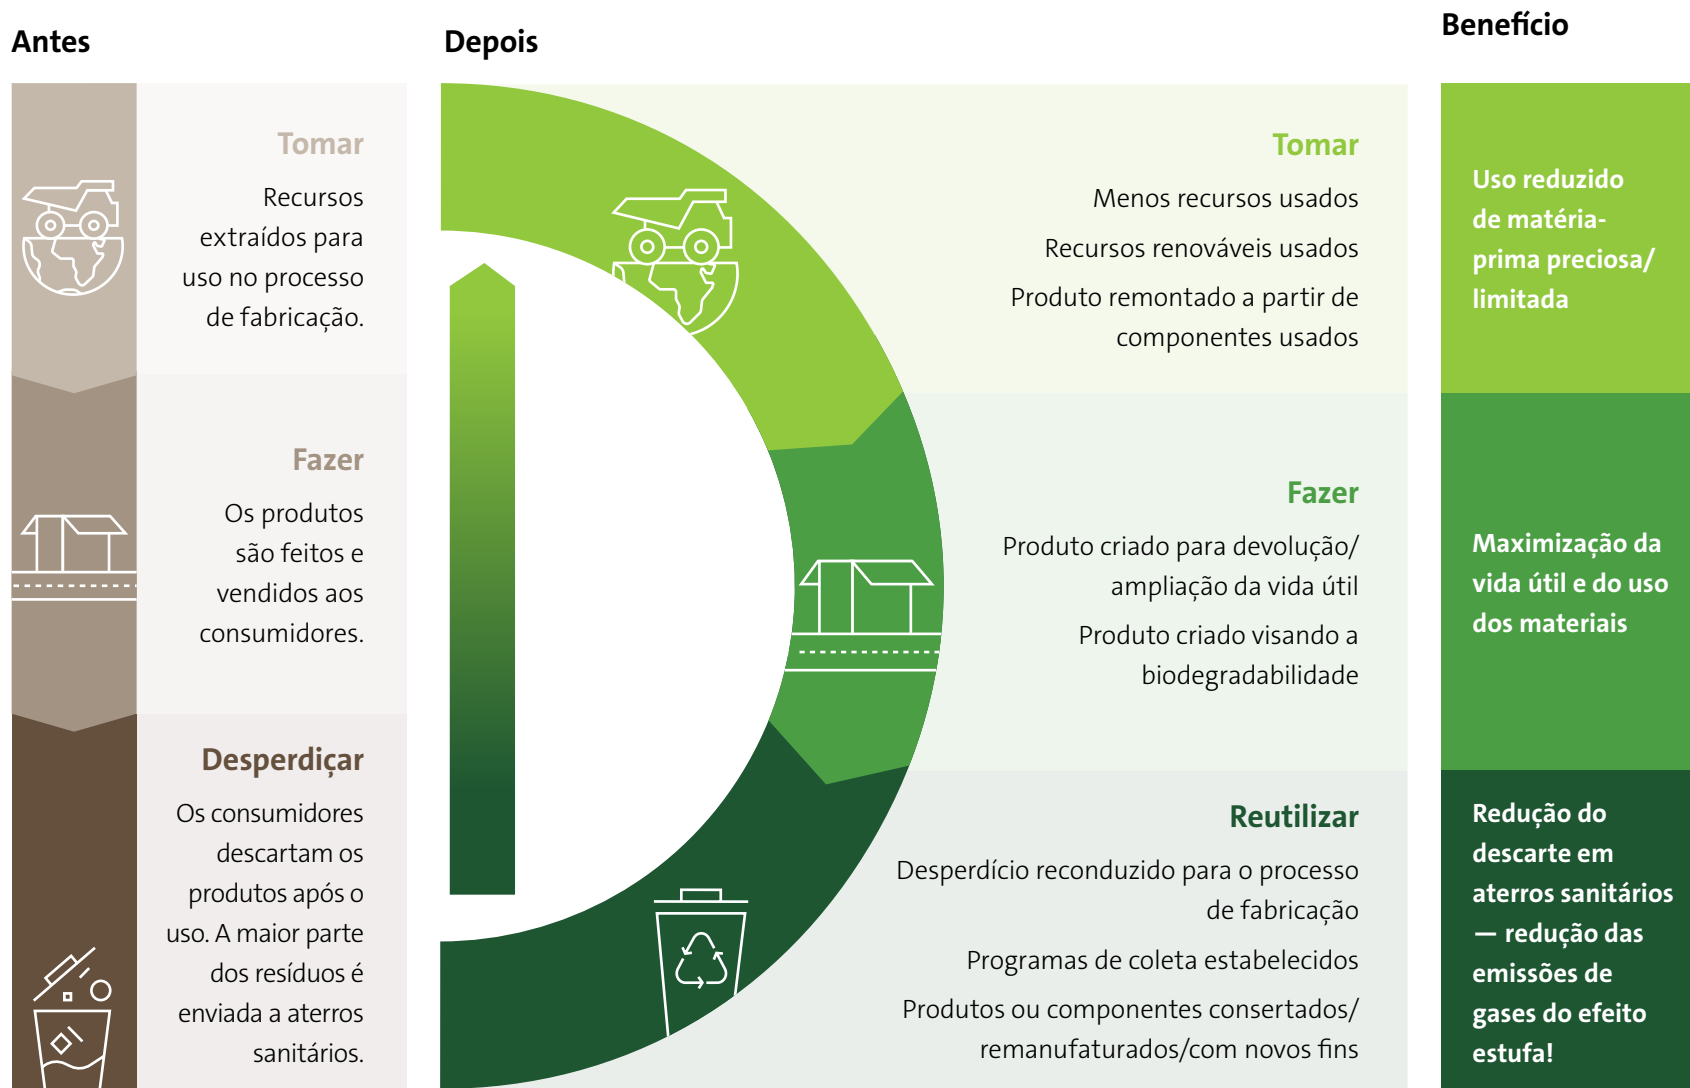 Antes
Tomar
Recursos
extraídos para
uso no processo
de fabricação.
Fazer
Os produtos
são feitos e
vendidos aos
consumidores.
Desperdiçar
Os consumidores
descartam os
produtos após o
uso. A maior parte
dos resíduos é
enviada a aterros
sanitários.
Depois
Tomar
Menos recursos usados
Recursos renováveis usados
Produto remontado a partir de
componentes usados
Fazer
Produto criado para devolução/
ampliação da vida útil
Produto criado visando a
biodegradabilidade
Reutilizar
Desperdício reconduzido para o processo
de fabricação
Programas de coleta estabelecidos
Produtos ou componentes consertados/
remanufaturados/com novos fins
Benefício
Uso reduzido
de matéria-
prima preciosa/
limitada
Maximização da
vida útil e do uso
dos materiais
Redução do
descarte em
aterros sanitários
— redução das
emissões de
gases do efeito
estufa!